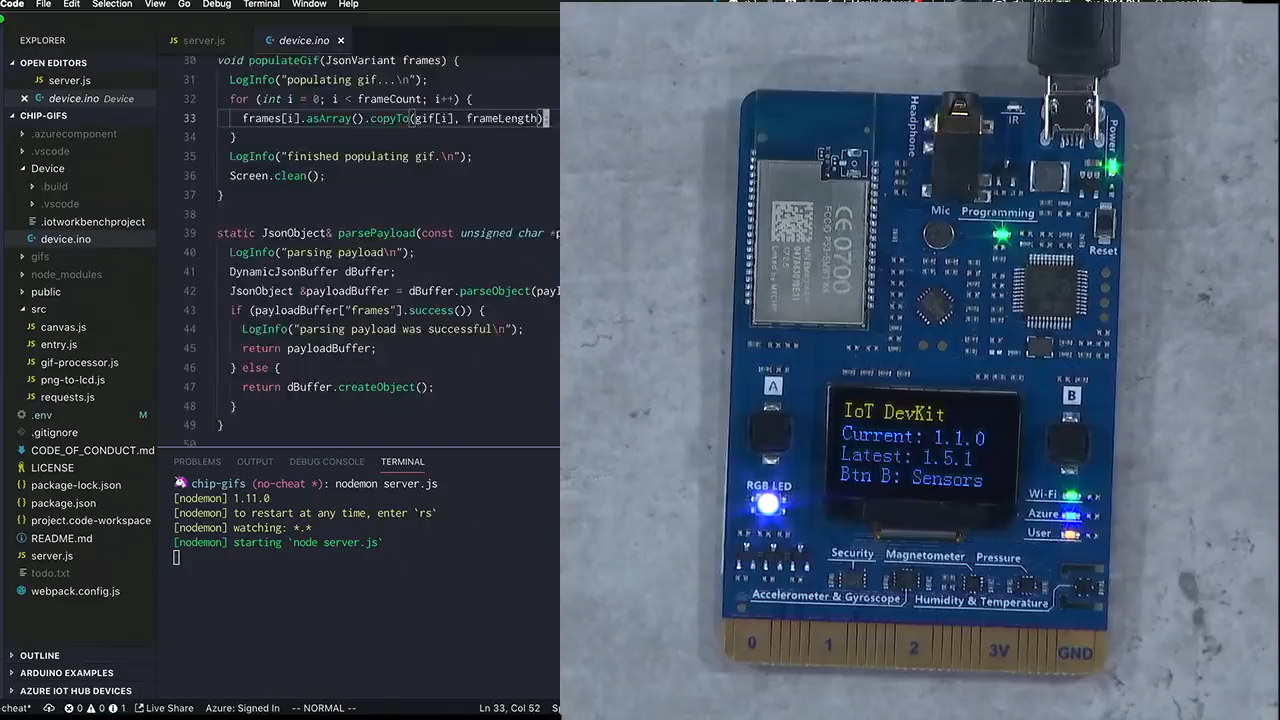 Code File Edit Selection View Go Debug Terminal Window Help
EXPLORER
OPEN EDITORS
JS server.js
× device.ino Device
CHIP-GIFS
.azurecomponent
.vscode
Device
.build
.vscode
.iotworkbenchproject
device.ino
gifs
node_modules
public
src
JS canvas.js
JS entry.js
JS gif-processor.js
JS png-to-lcd.js
JS requests.js
.env M
.gitignore
CODE_OF_CONDUCT.md
LICENSE
package-lock.json
package.json
project.code-workspace
README.md
JS server.js
todo.txt
webpack.config.js
OUTLINE
ARDUINO EXAMPLES
AZURE IOT HUB DEVICES
JS server.js device.ino ×
30 void populateGif(JsonVariant frames) {
31 LogInfo("populating gif...\n");
32 for (int i = 0; i < frameCount; i++) {
33 frames[i].asArray().copyTo(gif[i], frameLength)
34 }
35 LogInfo("finished populating gif.\n");
36 Screen.clean();
37 }
38
39 static JsonObject& parsePayload(const unsigned char *p
40 LogInfo("parsing payload\n");
41 DynamicJsonBuffer dBuffer;
42 JsonObject &payloadBuffer = dBuffer.parseObject(payl
43 if (payloadBuffer["frames"].success()) {
44 LogInfo("parsing payload was successful\n");
45 return payloadBuffer;
46 } else {
47 return dBuffer.createObject();
48 }
49 }
50
PROBLEMS OUTPUT DEBUG CONSOLE TERMINAL
chip-gifs (no-cheat *): nodemon server.js
[nodemon] 1.11.0
[nodemon] to restart at any time, enter `rs`
[nodemon] watching: *.*
[nodemon] starting `node server.js`
-cheat* 0 0 1 Live Share Azure: Signed In -- NORMAL -- Ln 33, Col 52
Headphone
IR
Power
Mic
Programming
Reset
CE 0700
A
B
IoT DevKit
Current: 1.1.0
Latest: 1.5.1
Btn B: Sensors
RGB LED
Wi-Fi
Azure
User
Security
Magnetometer
Pressure
Accelerometer & Gyroscope
Humidity & Temperature
0 1 2 3V GND